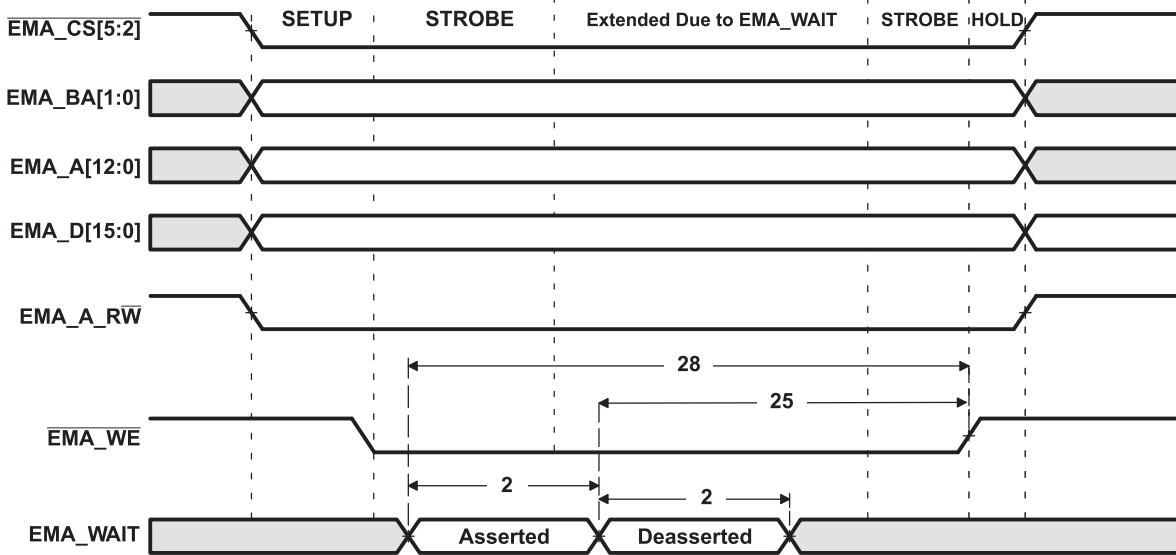 EMA_CS[5:2] SETUP STROBE Extended Due to EMA_WAIT STROBE HOLD
EMA_BA[1:0]
EMA_A[12:0]
EMA_D[15:0]
EMA_A_RW
28
25
EMA_WE
2
2
EMA_WAIT Asserted Deasserted